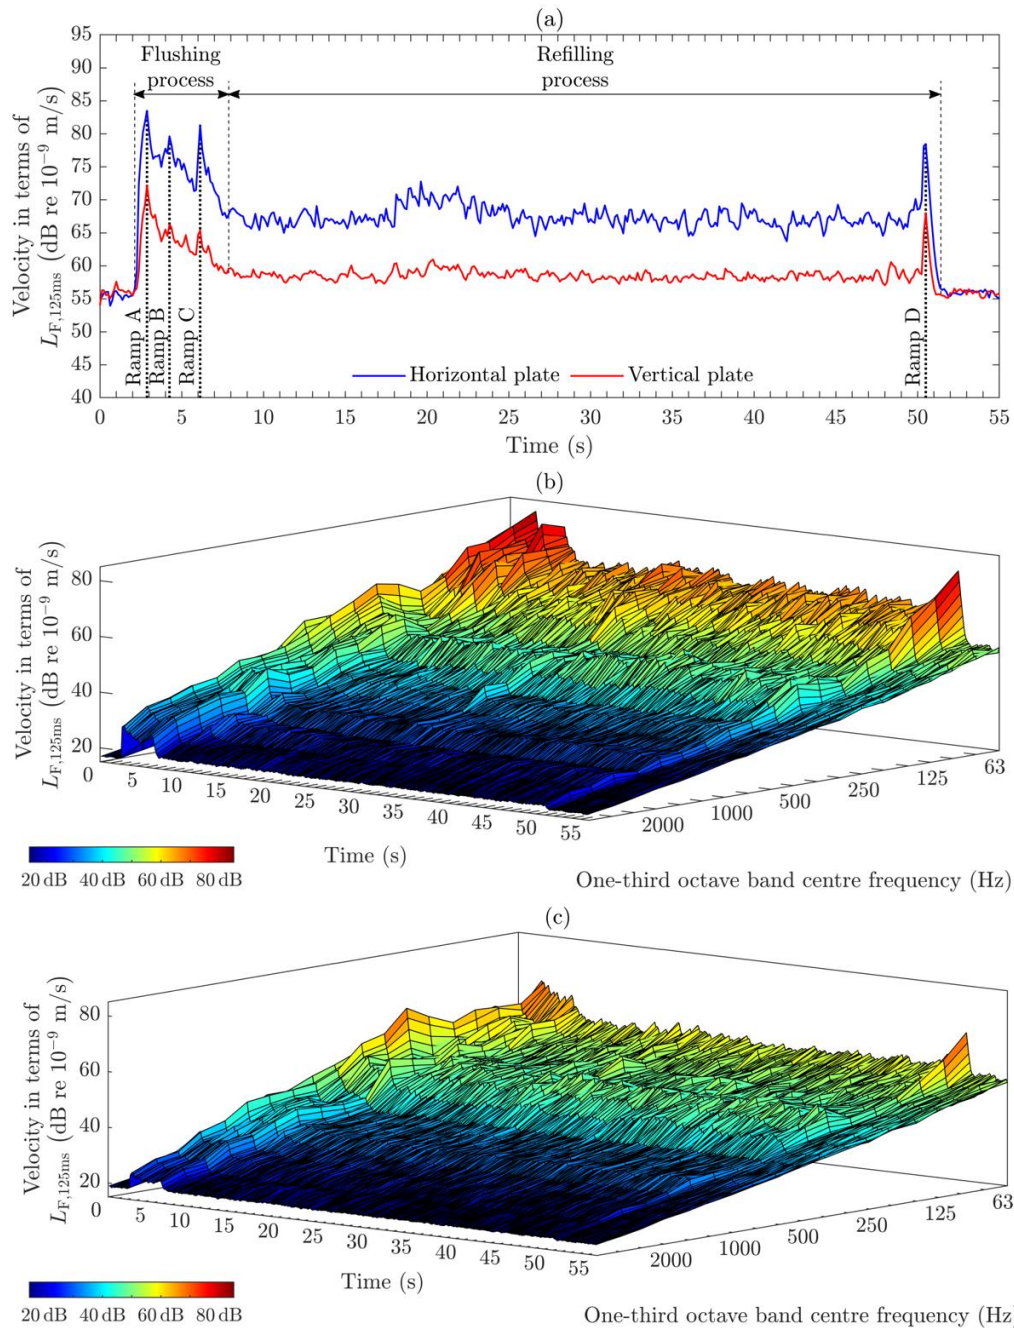 (a)
95
90
85
80
75
70
65
60
55
50
45
40
Velocity in terms of
L_F,125ms (dB re 10⁻⁹ m/s)
Flushing
process
Refilling
process
Ramp A
Ramp B
Ramp C
Ramp D
Horizontal plate
Vertical plate
0 5 10 15 20 25 30 35 40 45 50 55
Time (s)
(b)
80
60
40
20
Velocity in terms of
L_F,125ms (dB re 10⁻⁹ m/s)
0 5 10 15 20 25 30 35 40 45 50 55
Time (s)
2000 1000 500 250 125 63
One-third octave band centre frequency (Hz)
20 dB 40 dB 60 dB 80 dB
(c)
80
60
40
20
Velocity in terms of
L_F,125ms (dB re 10⁻⁹ m/s)
0 5 10 15 20 25 30 35 40 45 50 55
Time (s)
2000 1000 500 250 125 63
One-third octave band centre frequency (Hz)
20 dB 40 dB 60 dB 80 dB